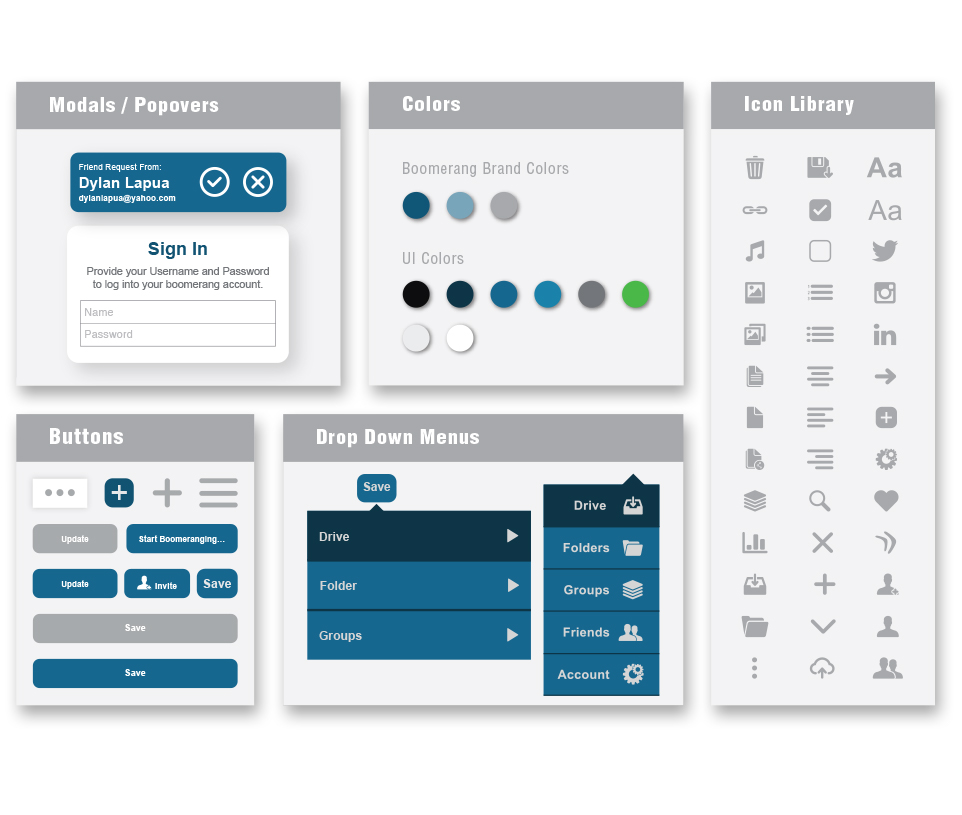 Modals / Popovers
Friend Request From:
Dylan Lapua
dylanlapua@yahoo.com
Sign In
Provide your Username and Password
to log into your boomerang account.
Name
Password
Colors
Boomerang Brand Colors
UI Colors
Icon Library
Aa
Aa
in
Buttons
Update
Start Boomeranging...
Update
Invite
Save
Save
Save
Drop Down Menus
Save
Drive
Folder
Groups
Drive
Folders
Groups
Friends
Account